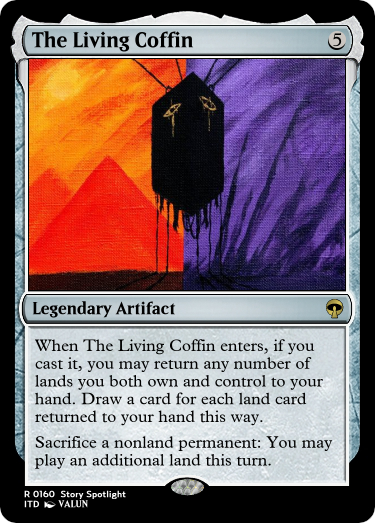 The Living Coffin 5
Legendary Artifact
When The Living Coffin enters, if you
cast it, you may return any number of
lands you both own and control to your
hand. Draw a card for each land card
returned to your hand this way.
Sacrifice a nonland permanent: You may
play an additional land this turn.
R 0160 Story Spotlight
ITD VALUN